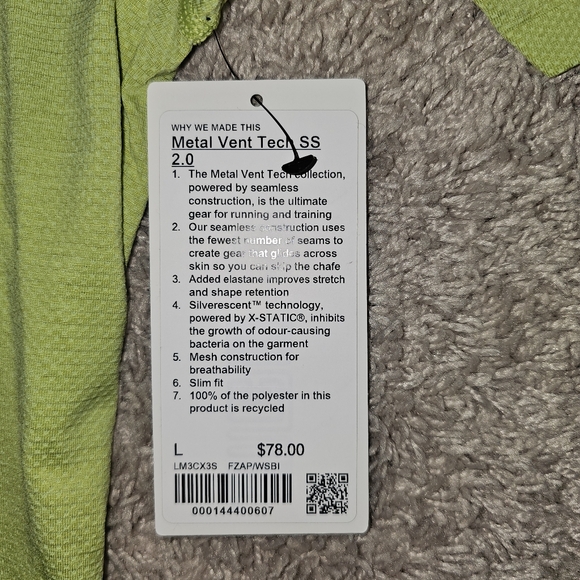 WHY WE MADE THIS
Metal Vent Tech SS
2.0
1. The Metal Vent Tech collection,
powered by seamless
construction, is the ultimate
gear for running and training
2. Our seamless construction uses
the fewest number of seams to
create gear that glides across
skin so you can skip the chafe
3. Added elastane improves stretch
and shape retention
4. Silverescent™ technology,
powered by X-STATIC®, inhibits
the growth of odour-causing
bacteria on the garment
5. Mesh construction for
breathability
6. Slim fit
7. 100% of the polyester in this
product is recycled
L $78.00
LM3CX3S FZAP/WSBI
000144400607